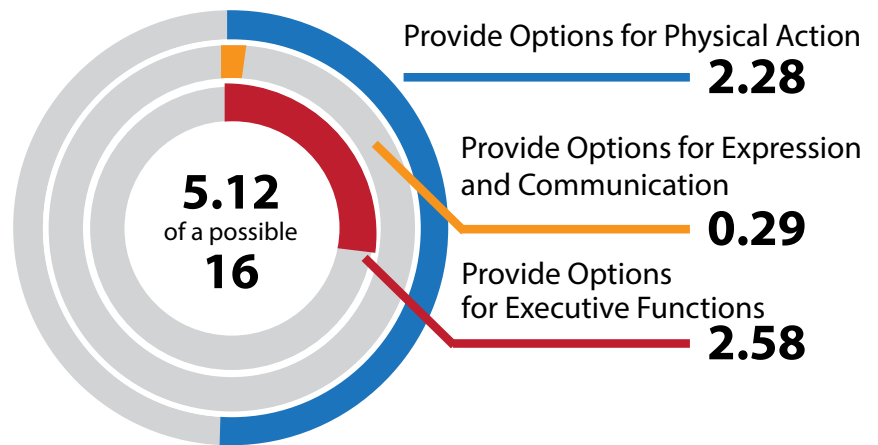 Provide Options for Physical Action
2.28
Provide Options for Expression
and Communication
0.29
5.12
of a possible
16
Provide Options
for Executive Functions
2.58